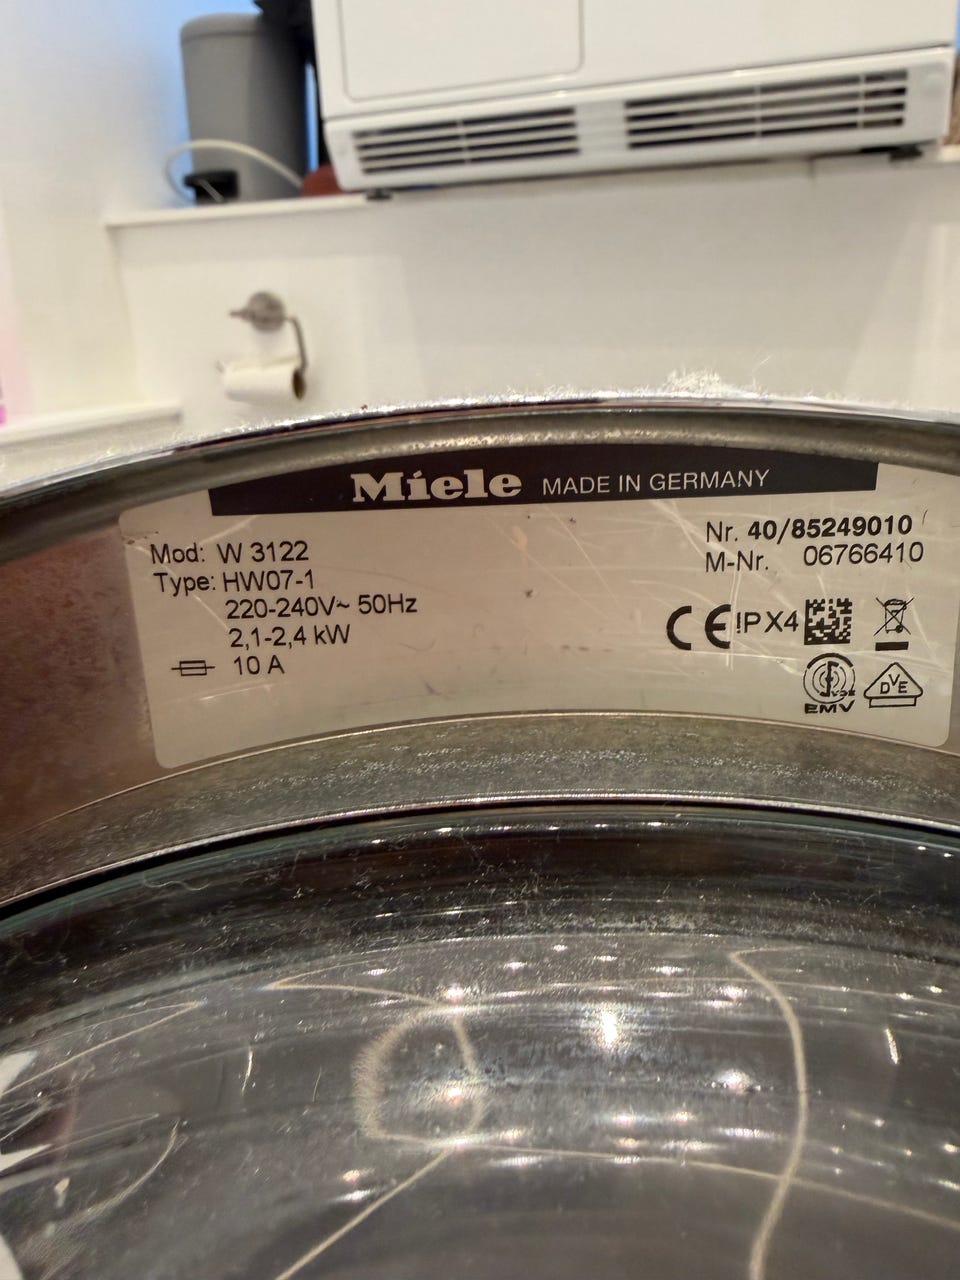 Miele MADE IN GERMANY
Mod: W 3122
Type: HW07-1
220-240V~ 50Hz
2,1-2,4 kW
10 A
Nr. 40/85249010
M-Nr. 06766410
CE IPX4
VDE
EMV
DVE